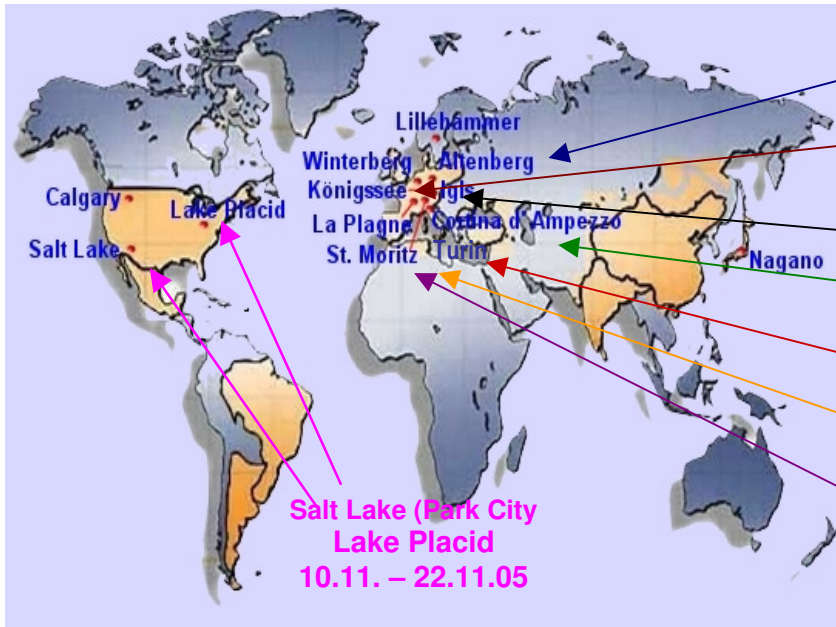 Lillehammer
Winterberg Altenberg
Königssee Igls
Calgary
Lake Placid
La Plagne Cortina d'Ampezzo
Salt Lake
St. Moritz Turin
Nagano
Salt Lake (Park City
Lake Placid
10.11. – 22.11.05